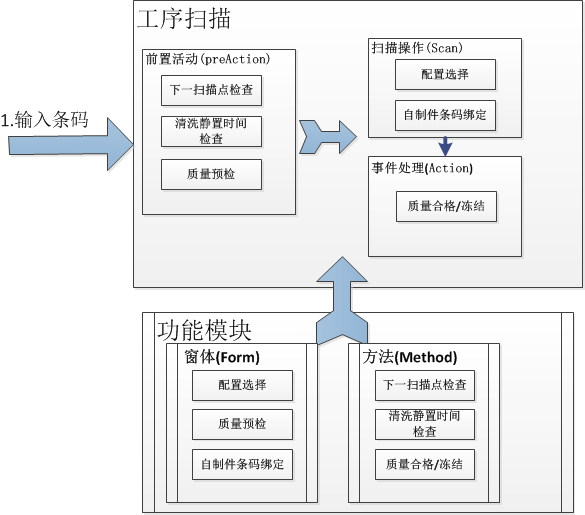 工序扫描
1.输入条码
前置活动(preAction)
下一扫描点检查
清洗静置时间
检查
质量预检
扫描操作(Scan)
配置选择
自制件条码绑定
事件处理(Action)
质量合格/冻结
功能模块
窗体(Form)
配置选择
质量预检
自制件条码绑定
方法(Method)
下一扫描点检查
清洗静置时间
检查
质量合格/冻结